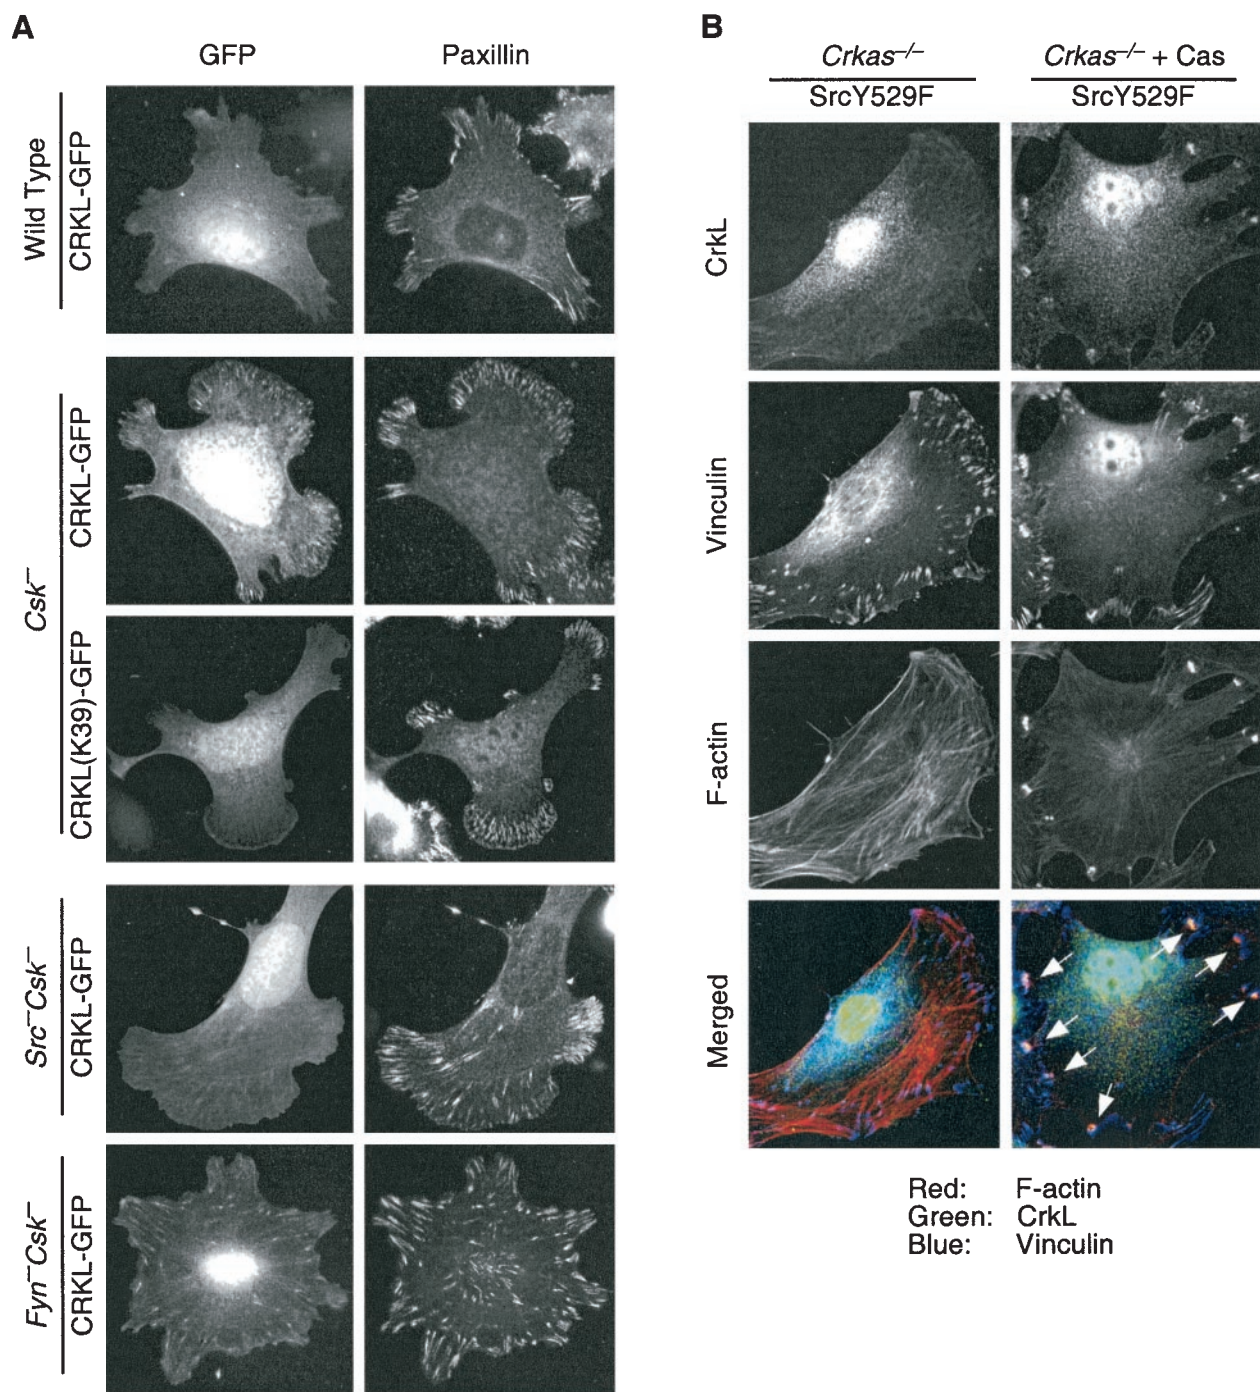 A
GFP
Paxillin
Wild Type
CRKL-GFP
Csk⁻
CRKL-GFP
CRKL(K39)-GFP
Src⁻Csk⁻
CRKL-GFP
Fyn⁻Csk⁻
CRKL-GFP
B
Crkas⁻/⁻
Crkas⁻/⁻ + Cas
SrcY529F
SrcY529F
CrkL
Vinculin
F-actin
Merged
Red: F-actin
Green: CrkL
Blue: Vinculin